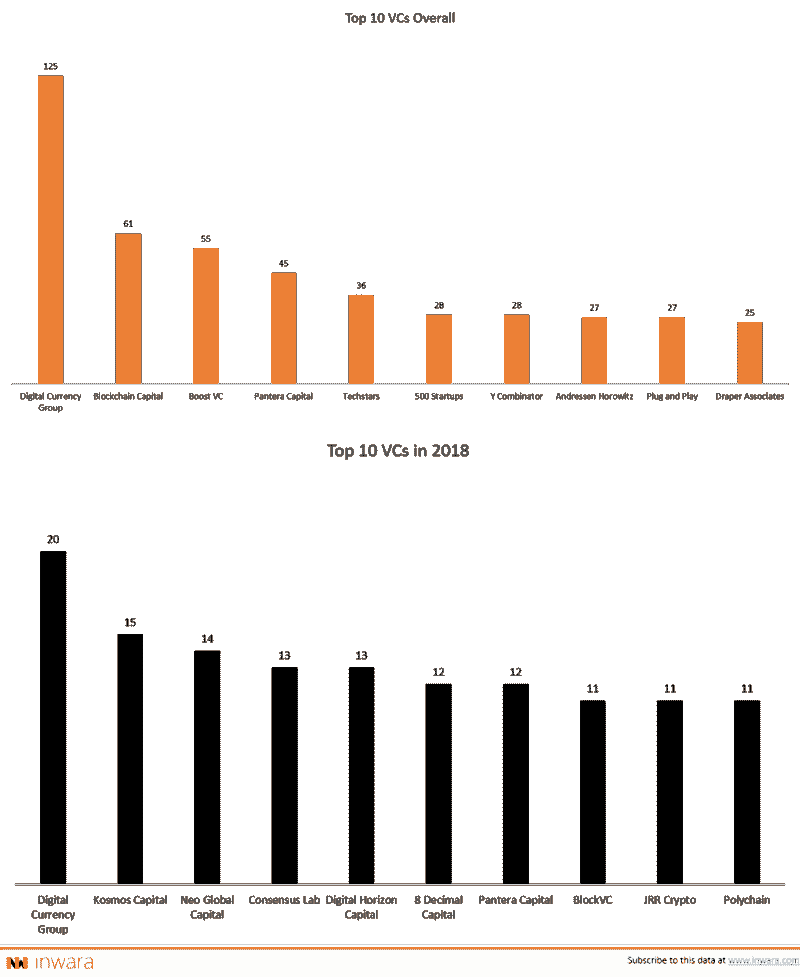 Top 10 VCs Overall
125
61
55
45
36
28
28
27
27
25
Digital Currency Group
Blockchain Capital
Boost VC
Pantera Capital
Techstars
500 Startups
Y Combinator
Andressen Horowitz
Plug and Play
Draper Associates
Top 10 VCs in 2018
20
15
14
13
13
12
12
11
11
11
Digital Currency Group
Kosmos Capital
Neo Global Capital
Consensus Lab
Digital Horizon Capital
8 Decimal Capital
Pantera Capital
BlockVC
JRR Crypto
Polychain
inwara
Subscribe to this data at www.inwara.com